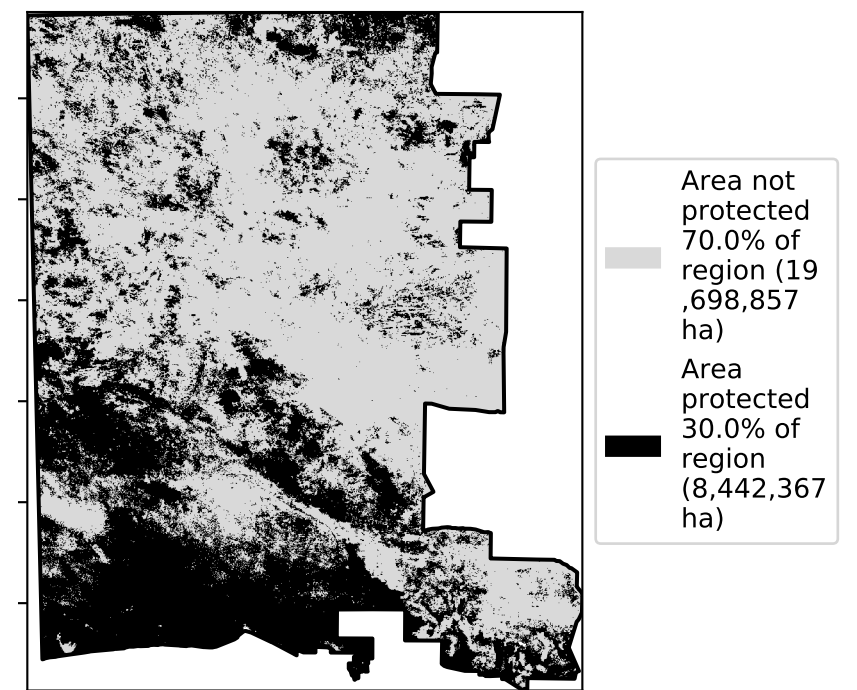 Area not
protected
70.0% of
region (19
,698,857
ha)
Area
protected
30.0% of
region
(8,442,367
ha)